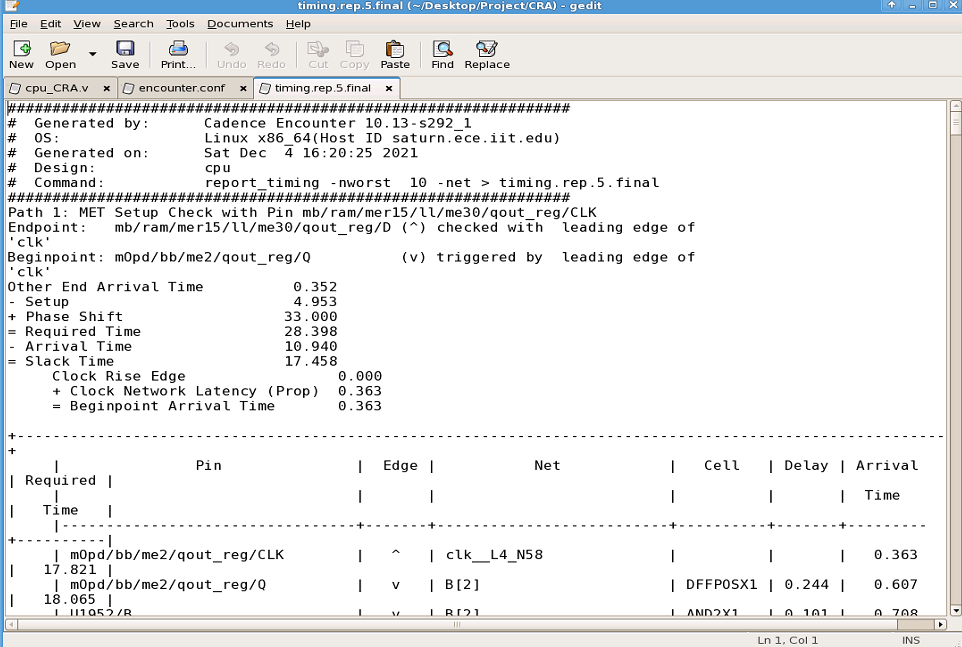 timing.rep.5.final (~/Desktop/Project/CRA) - gedit
File Edit View Search Tools Documents Help
New Open Save Print... Undo Redo Cut Copy Paste Find Replace
cpu_CRA.v encounter.conf timing.rep.5.final
###############################################################
#  Generated by:      Cadence Encounter 10.13-s292_1
#  OS:                Linux x86_64(Host ID saturn.ece.iit.edu)
#  Generated on:      Sat Dec  4 16:20:25 2021
#  Design:            cpu
#  Command:           report_timing -nworst  10 -net > timing.rep.5.final
###############################################################
Path 1: MET Setup Check with Pin mb/ram/mer15/ll/me30/qout_reg/CLK
Endpoint:   mb/ram/mer15/ll/me30/qout_reg/D (^) checked with  leading edge of
'clk'
Beginpoint: mOpd/bb/me2/qout_reg/Q          (v) triggered by  leading edge of
'clk'
Other End Arrival Time          0.352
- Setup                         4.953
+ Phase Shift                  33.000
= Required Time                28.398
- Arrival Time                 10.940
= Slack Time                   17.458
     Clock Rise Edge                 0.000
     + Clock Network Latency (Prop)  0.363
     = Beginpoint Arrival Time       0.363
+--------------------------------------------------------------------------------------------------------
+
     |               Pin               |  Edge |           Net            |   Cell   | Delay | Arrival
| Required |
     |                                 |       |                          |          |       |  Time
|   Time   |
     |---------------------------------+-------+--------------------------+----------+-------+---------
+----------|
     | mOpd/bb/me2/qout_reg/CLK        |   ^   | clk__L4_N58              |          |       |   0.363
|   17.821 |
     | mOpd/bb/me2/qout_reg/Q          |   v   | B[2]                     | DFFPOSX1 | 0.244 |   0.607
|   18.065 |
     | U1952/B                         |   v   | B[2]                     | AND2X1   | 0.101 |   0.708
Ln 1, Col 1 INS